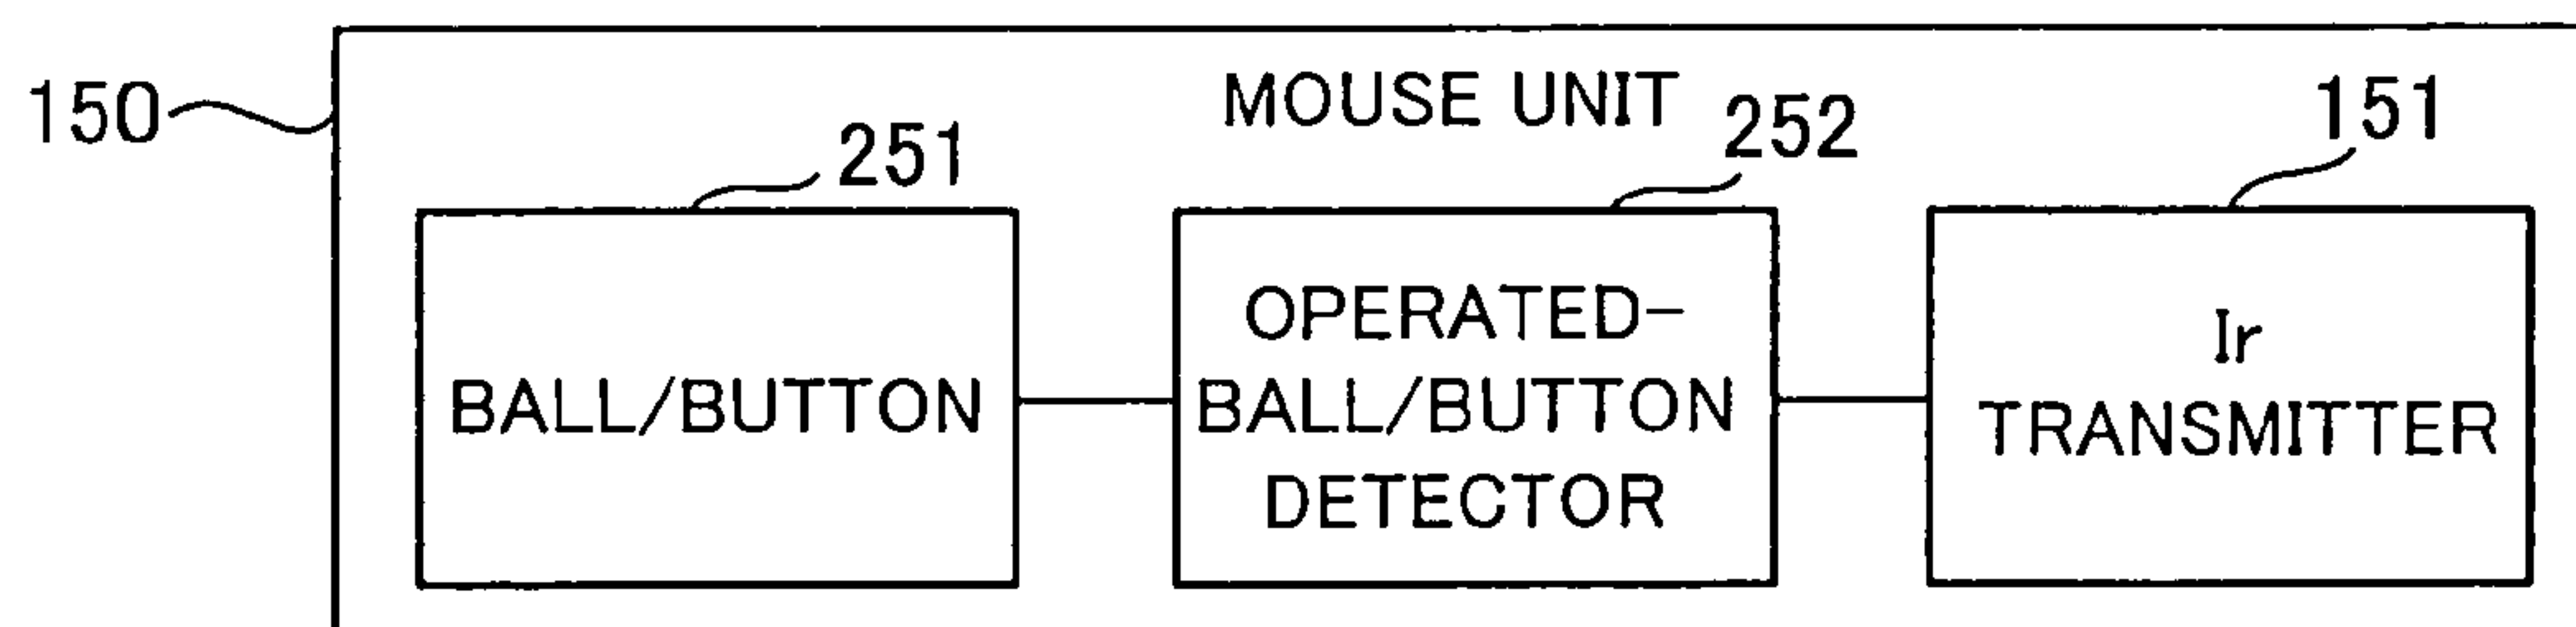 MOUSE UNIT
150
251
252
151
BALL/BUTTON
OPERATED-
BALL/BUTTON
DETECTOR
Ir
TRANSMITTER